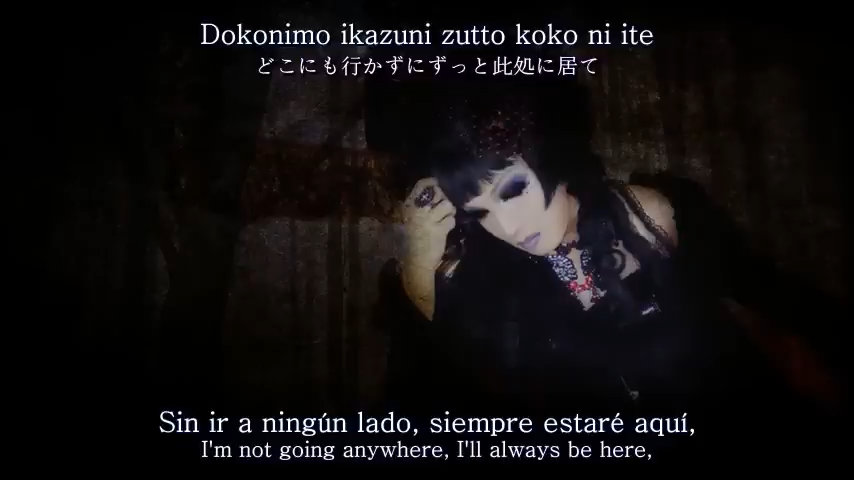 Dokonimo ikazuni zutto koko ni ite
どこにも行かずにずっと此処に居て
Sin ir a ningún lado, siempre estaré aquí,
I'm not going anywhere, I'll always be here,